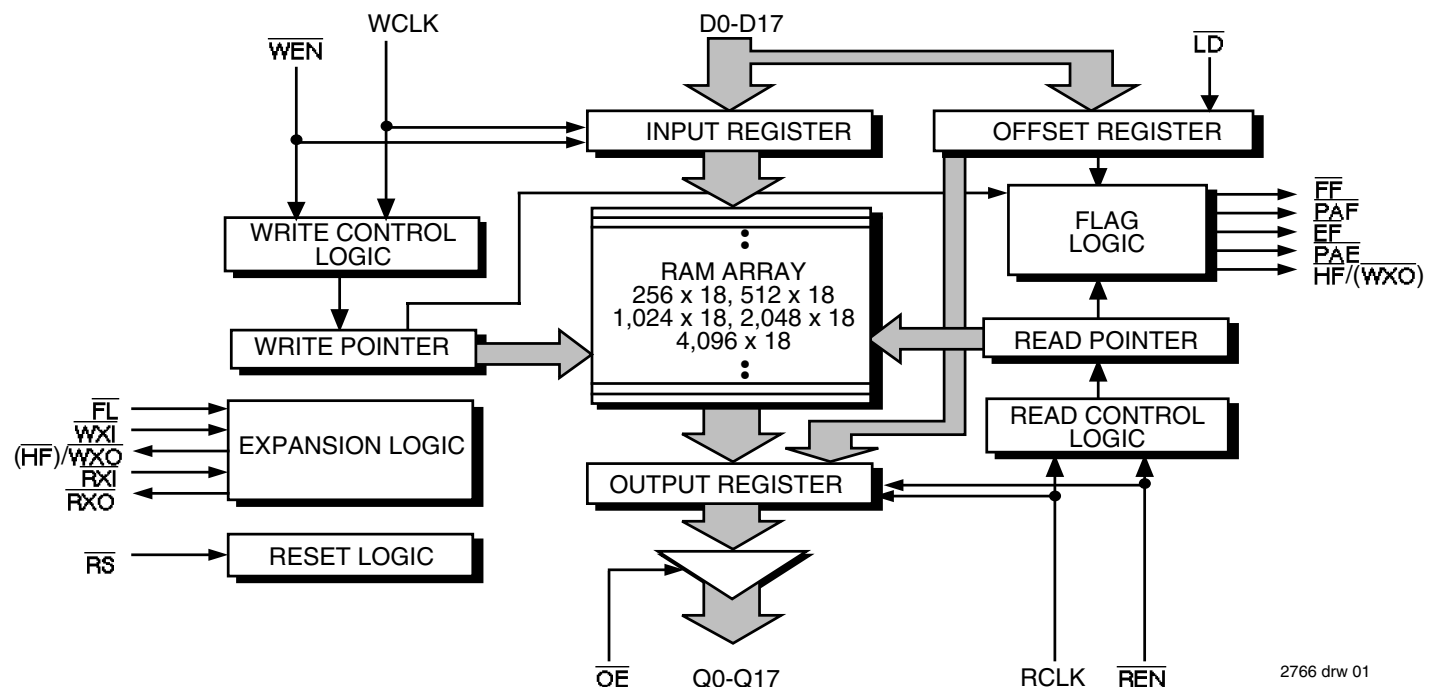 WCLK
D0-D17
WEN
LD
INPUT REGISTER
OFFSET REGISTER
WRITE CONTROL
LOGIC
FLAG
LOGIC
FF
PAF
EF
PAE
HF/(WXO)
RAM ARRAY
256 x 18, 512 x 18
1,024 x 18, 2,048 x 18
4,096 x 18
WRITE POINTER
READ POINTER
FL
WXI
(HF)/WXO
RXI
RXO
EXPANSION LOGIC
READ CONTROL
LOGIC
OUTPUT REGISTER
RS
RESET LOGIC
OE
Q0-Q17
RCLK
REN
2766 drw 01